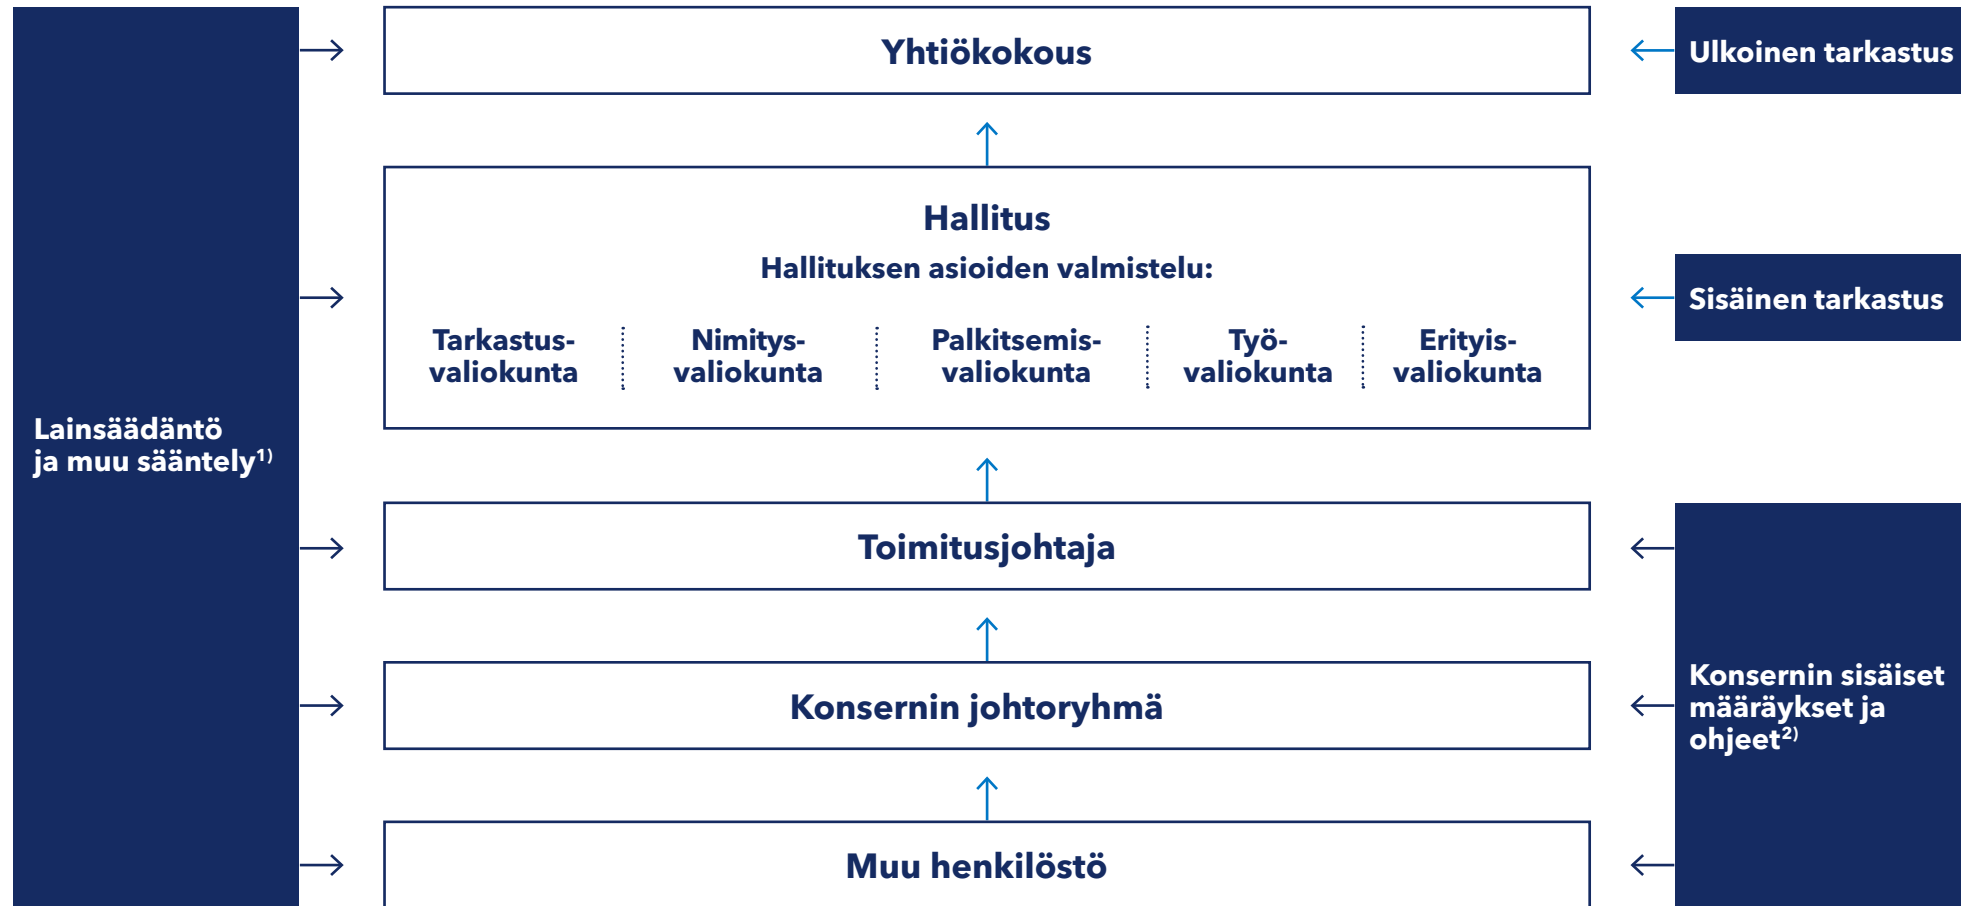 Yhtiökokous
Ulkoinen tarkastus
Hallitus
Hallituksen asioiden valmistelu:
Tarkastus-
valiokunta
Nimitys-
valiokunta
Palkitsemis-
valiokunta
Työ-
valiokunta
Erityis-
valiokunta
Sisäinen tarkastus
Lainsäädäntö
ja muu sääntely¹⁾
Toimitusjohtaja
Konsernin johtoryhmä
Muu henkilöstö
Konsernin sisäiset
määräykset ja
ohjeet²⁾